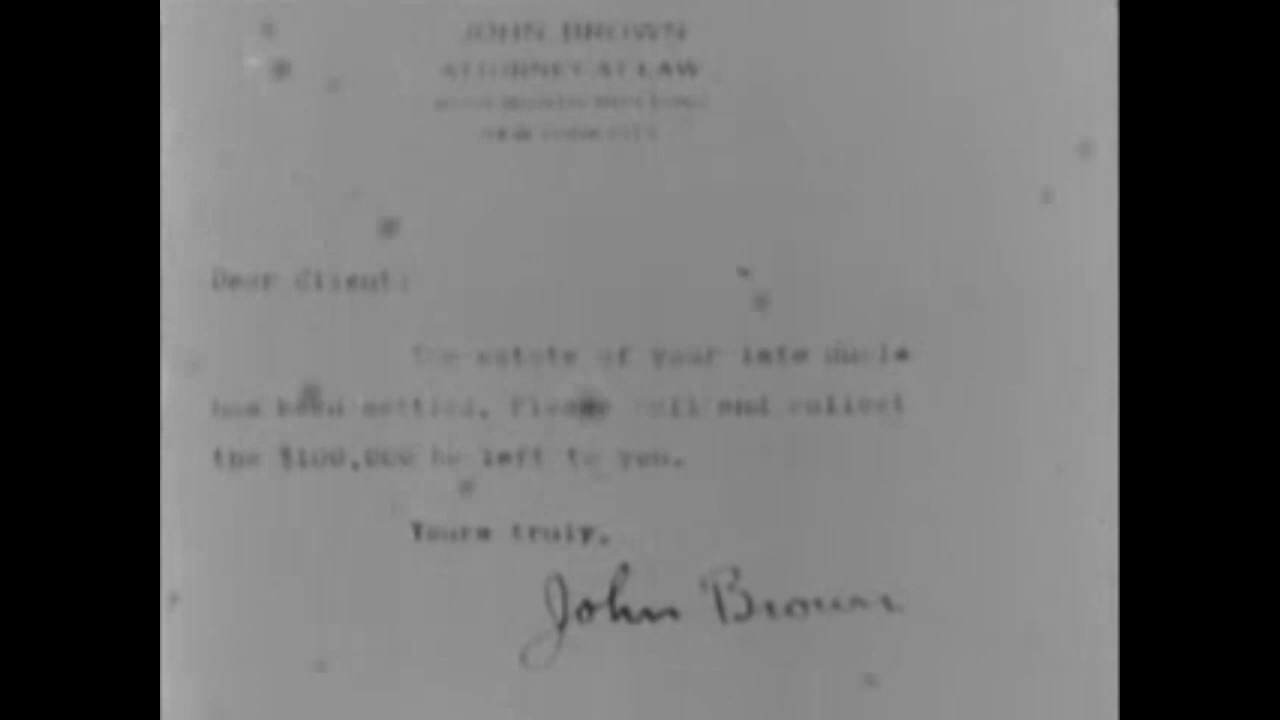 JOHN BROWN
ATTORNEY AT LAW
NEW YORK CITY
Dear Client:
The estate of your late uncle
has been settled. Please call and collect
the $100,000 he left to you.
Yours truly,
John Brown